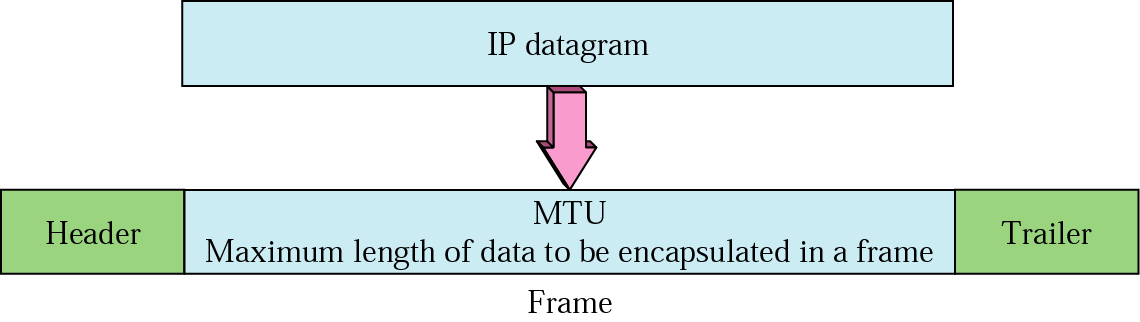 IP datagram
MTU
Header
Maximum length of data to be encapsulated in a frame
Trailer
Frame